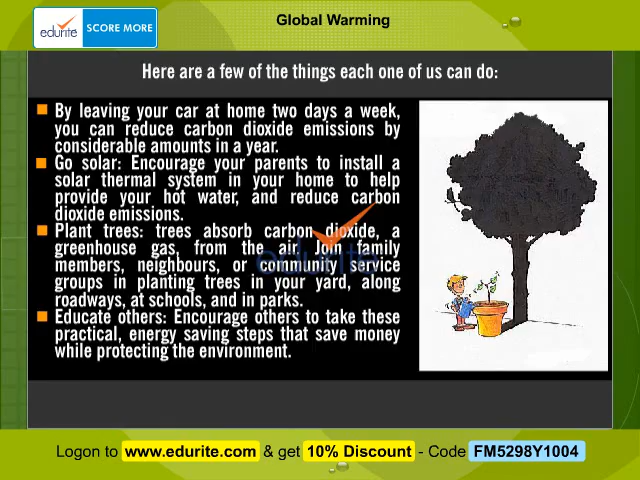 Global Warming
edurite SCORE MORE
Here are a few of the things each one of us can do:
By leaving your car at home two days a week,
you can reduce carbon dioxide emissions by
considerable amounts in a year.
Go solar: Encourage your parents to install a
solar thermal system in your home to help
provide your hot water, and reduce carbon
dioxide emissions.
Plant trees: trees absorb carbon dioxide, a
greenhouse gas, from the air. Join family
members, neighbours, or community service
groups in planting trees in your yard, along
roadways, at schools, and in parks.
Educate others: Encourage others to take these
practical, energy saving steps that save money
while protecting the environment.
edurite
Logon to www.edurite.com & get 10% Discount - Code FM5298Y1004